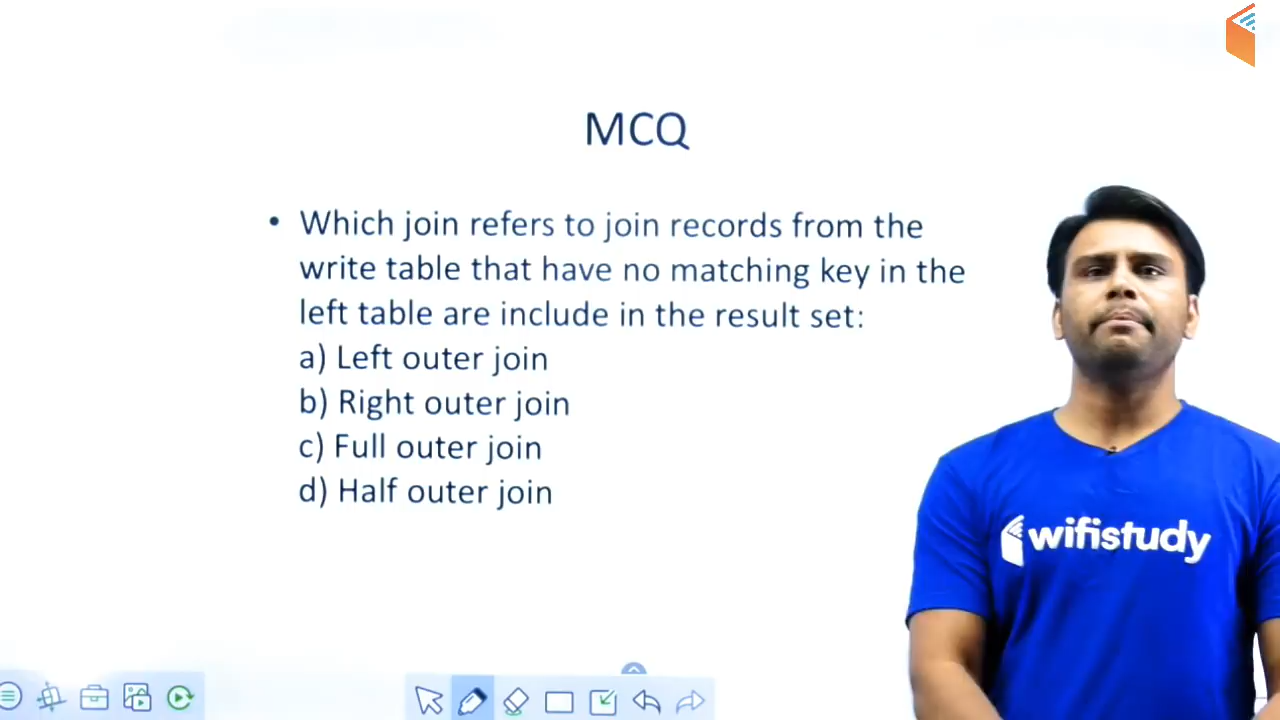 MCQ
• Which join refers to join records from the
write table that have no matching key in the
left table are include in the result set:
a) Left outer join
b) Right outer join
c) Full outer join
d) Half outer join
wifistudy